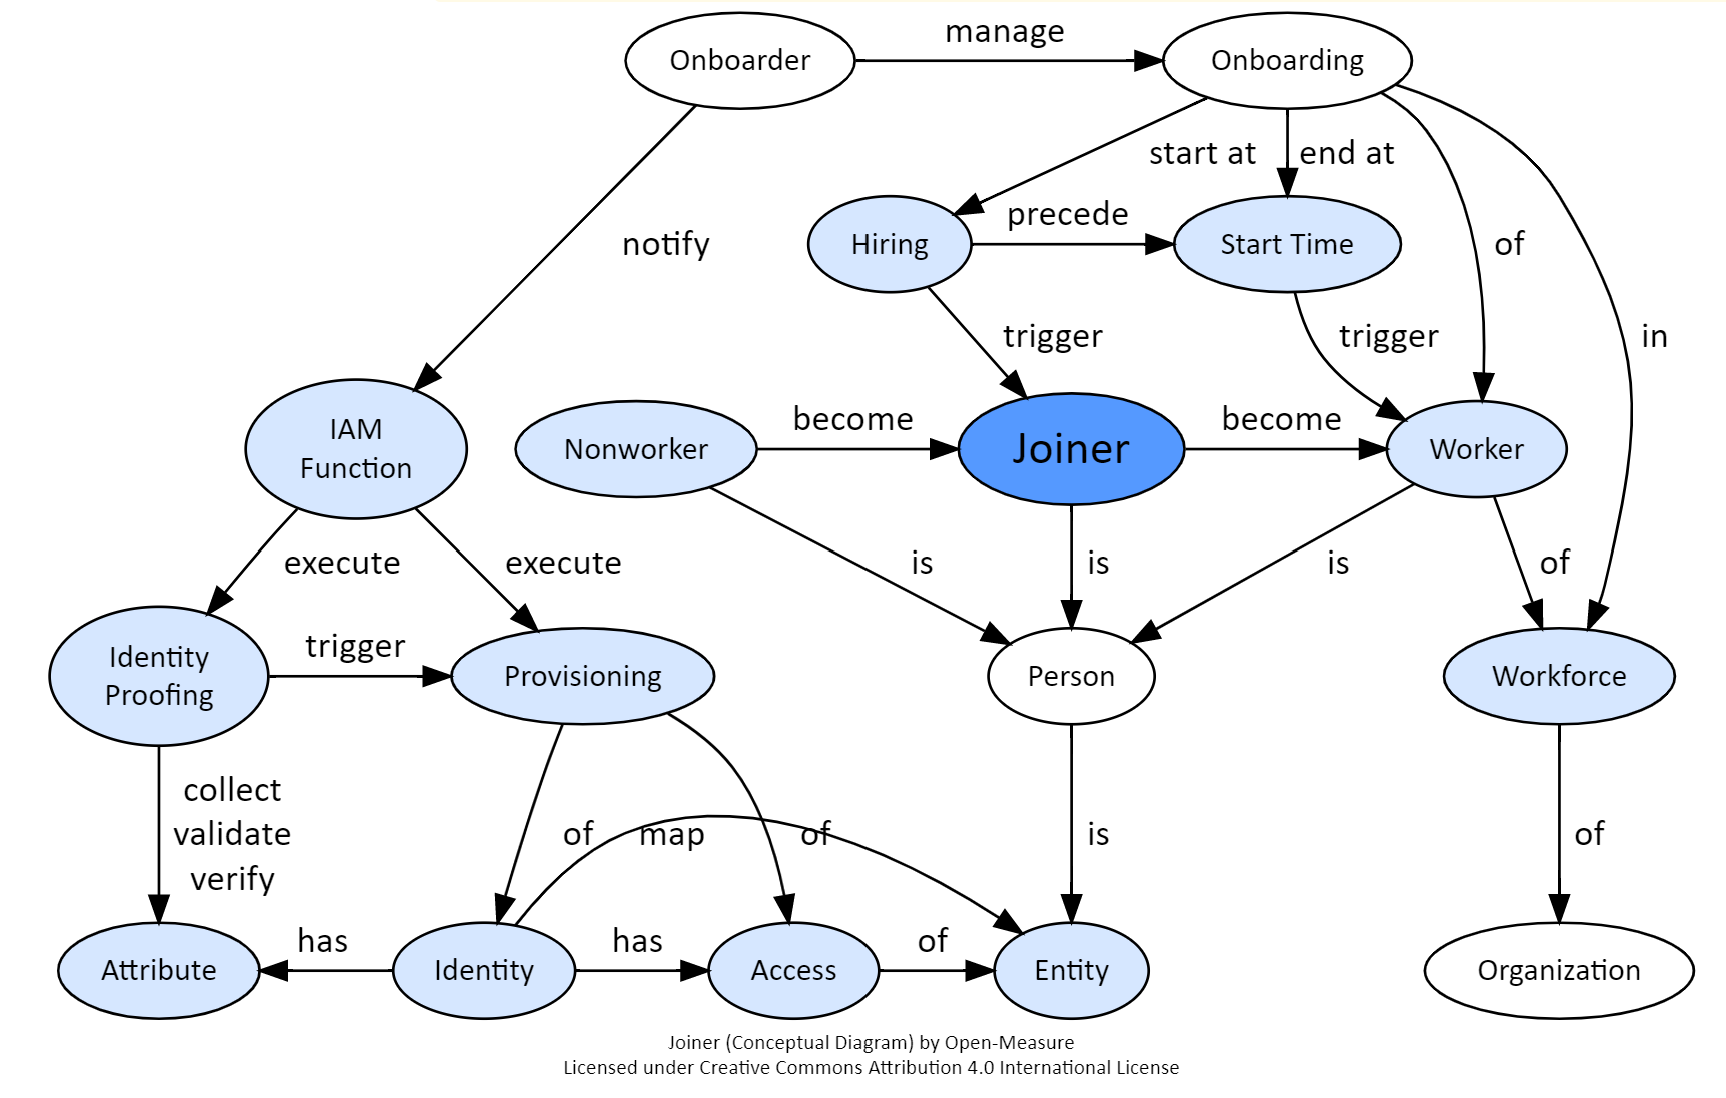 manage
Onboarder
Onboarding
start at
end at
precede
Hiring
Start Time
of
notify
trigger
trigger
in
IAM
Function
Nonworker
become
Joiner
become
Worker
execute
execute
is
is
is
of
Identity
Proofing
trigger
Provisioning
Person
Workforce
collect
validate
verify
of
map
of
is
of
Attribute
has
Identity
has
Access
of
Entity
Organization
Joiner (Conceptual Diagram) by Open-Measure
Licensed under Creative Commons Attribution 4.0 International License